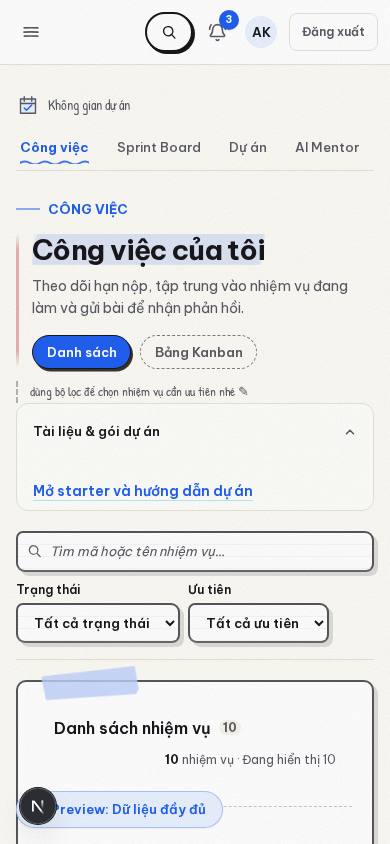 3
AK
Đăng xuất
Không gian dự án
Công việc
Sprint Board
Dự án
AI Mentor
CÔNG VIỆC
Công việc của tôi
Theo dõi hạn nộp, tập trung vào nhiệm vụ đang
làm và gửi bài để nhận phản hồi.
Danh sách
Bảng Kanban
dùng bộ lọc để chọn nhiệm vụ cần ưu tiên nhé ✎
Tài liệu & gói dự án
Mở starter và hướng dẫn dự án
Tìm mã hoặc tên nhiệm vụ...
Trạng thái
Ưu tiên
Tất cả trạng thái
Tất cả ưu tiên
Danh sách nhiệm vụ 10
10 nhiệm vụ · Đang hiển thị 10
N
Preview: Dữ liệu đầy đủ